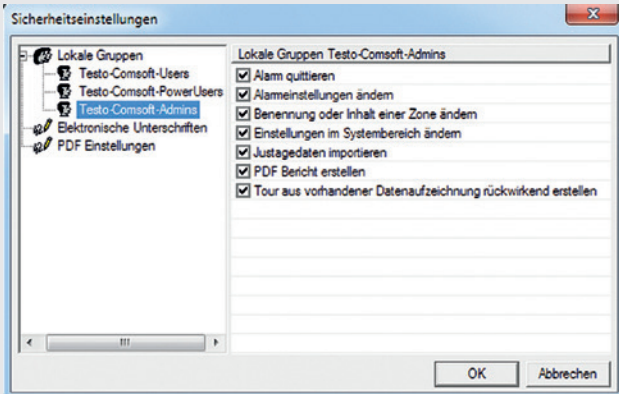 Sicherheitseinstellungen
Lokale Gruppen
Testo-Comsoft-Users
Testo-Comsoft-PowerUsers
Testo-Comsoft-Admins
Elektronische Unterschriften
PDF Einstellungen
Lokale Gruppen Testo-Comsoft-Admins
Alarm quittieren
Alarmeinstellungen ändern
Benennung oder Inhalt einer Zone ändern
Einstellungen im Systembereich ändern
Justagedaten importieren
PDF Bericht erstellen
Tour aus vorhandener Datenaufzeichnung rückwirkend erstellen
OK
Abbrechen